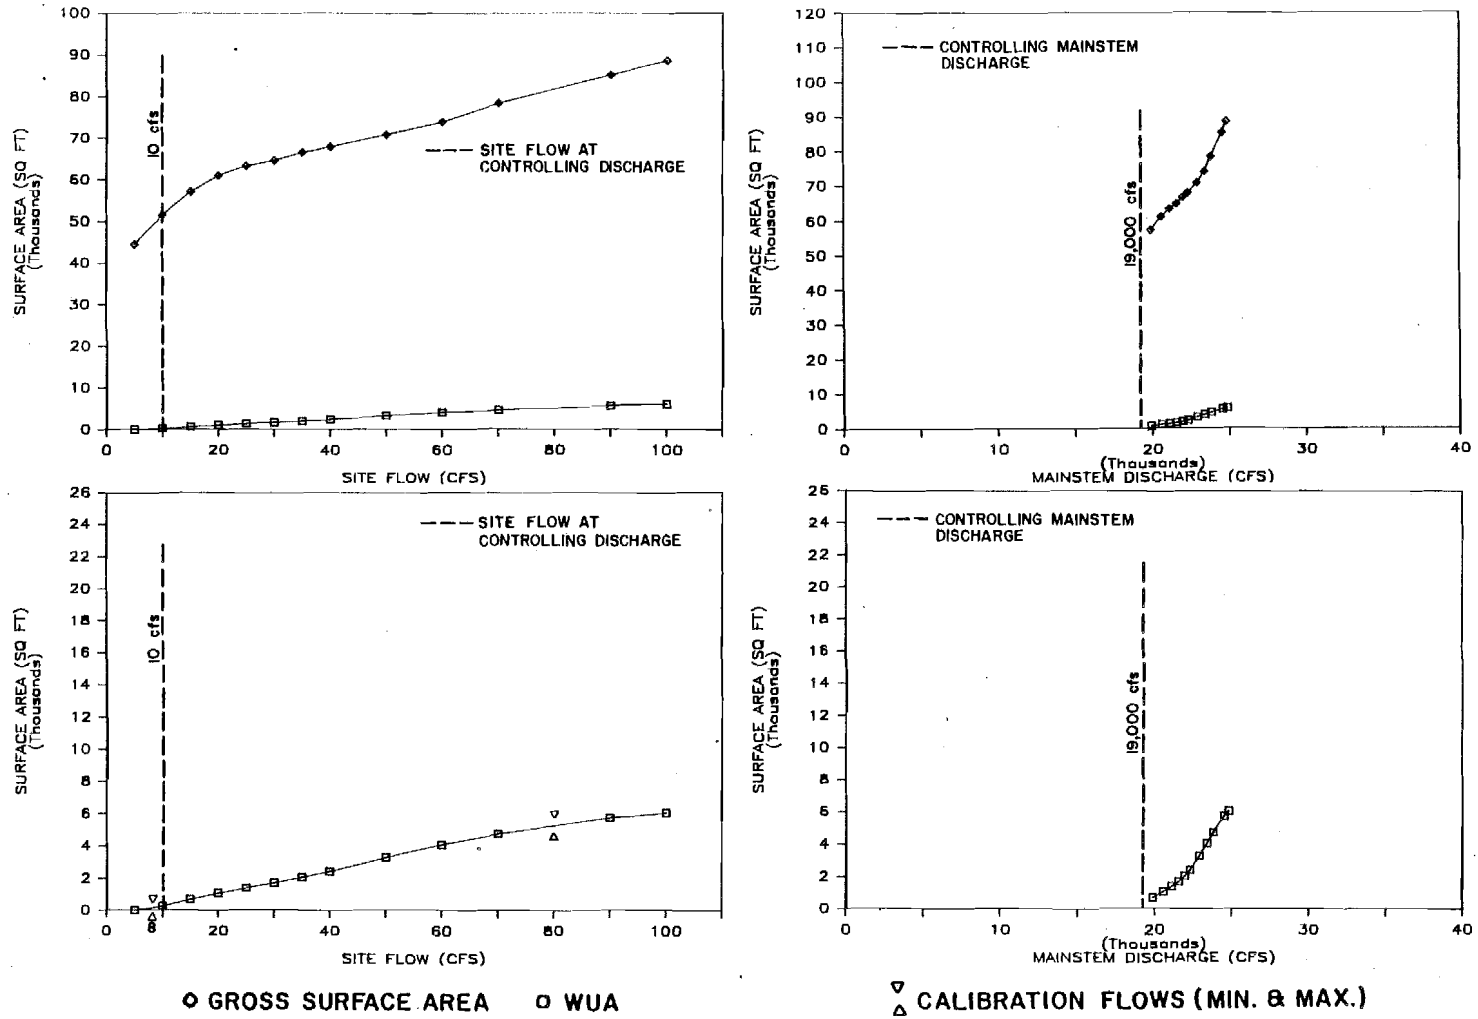 100
90
80
70
60
50
40
30
20
10
0
SURFACE AREA (SQ FT)
(Thousands)
10 cfs
SITE FLOW AT
CONTROLLING DISCHARGE
0 20 40 60 80 100
SITE FLOW (CFS)
120
110
100
90
80
70
60
50
40
30
20
10
0
SURFACE AREA (SQ FT)
(Thousands)
19,000 cfs
CONTROLLING MAINSTEM
DISCHARGE
0 10 20 30 40
(Thousands)
MAINSTEM DISCHARGE (CFS)
26
24
22
20
18
16
14
12
10
8
6
4
2
0
SURFACE AREA (SQ FT)
(Thousands)
10 cfs
SITE FLOW AT
CONTROLLING DISCHARGE
8
0 20 40 60 80 100
SITE FLOW (CFS)
26
24
22
20
18
16
14
12
10
8
6
4
2
0
SURFACE AREA (SQ FT)
(Thousands)
19,000 cfs
CONTROLLING MAINSTEM
DISCHARGE
0 10 20 30 40
(Thousands)
MAINSTEM DISCHARGE (CFS)
GROSS SURFACE AREA WUA
CALIBRATION FLOWS (MIN. & MAX.)